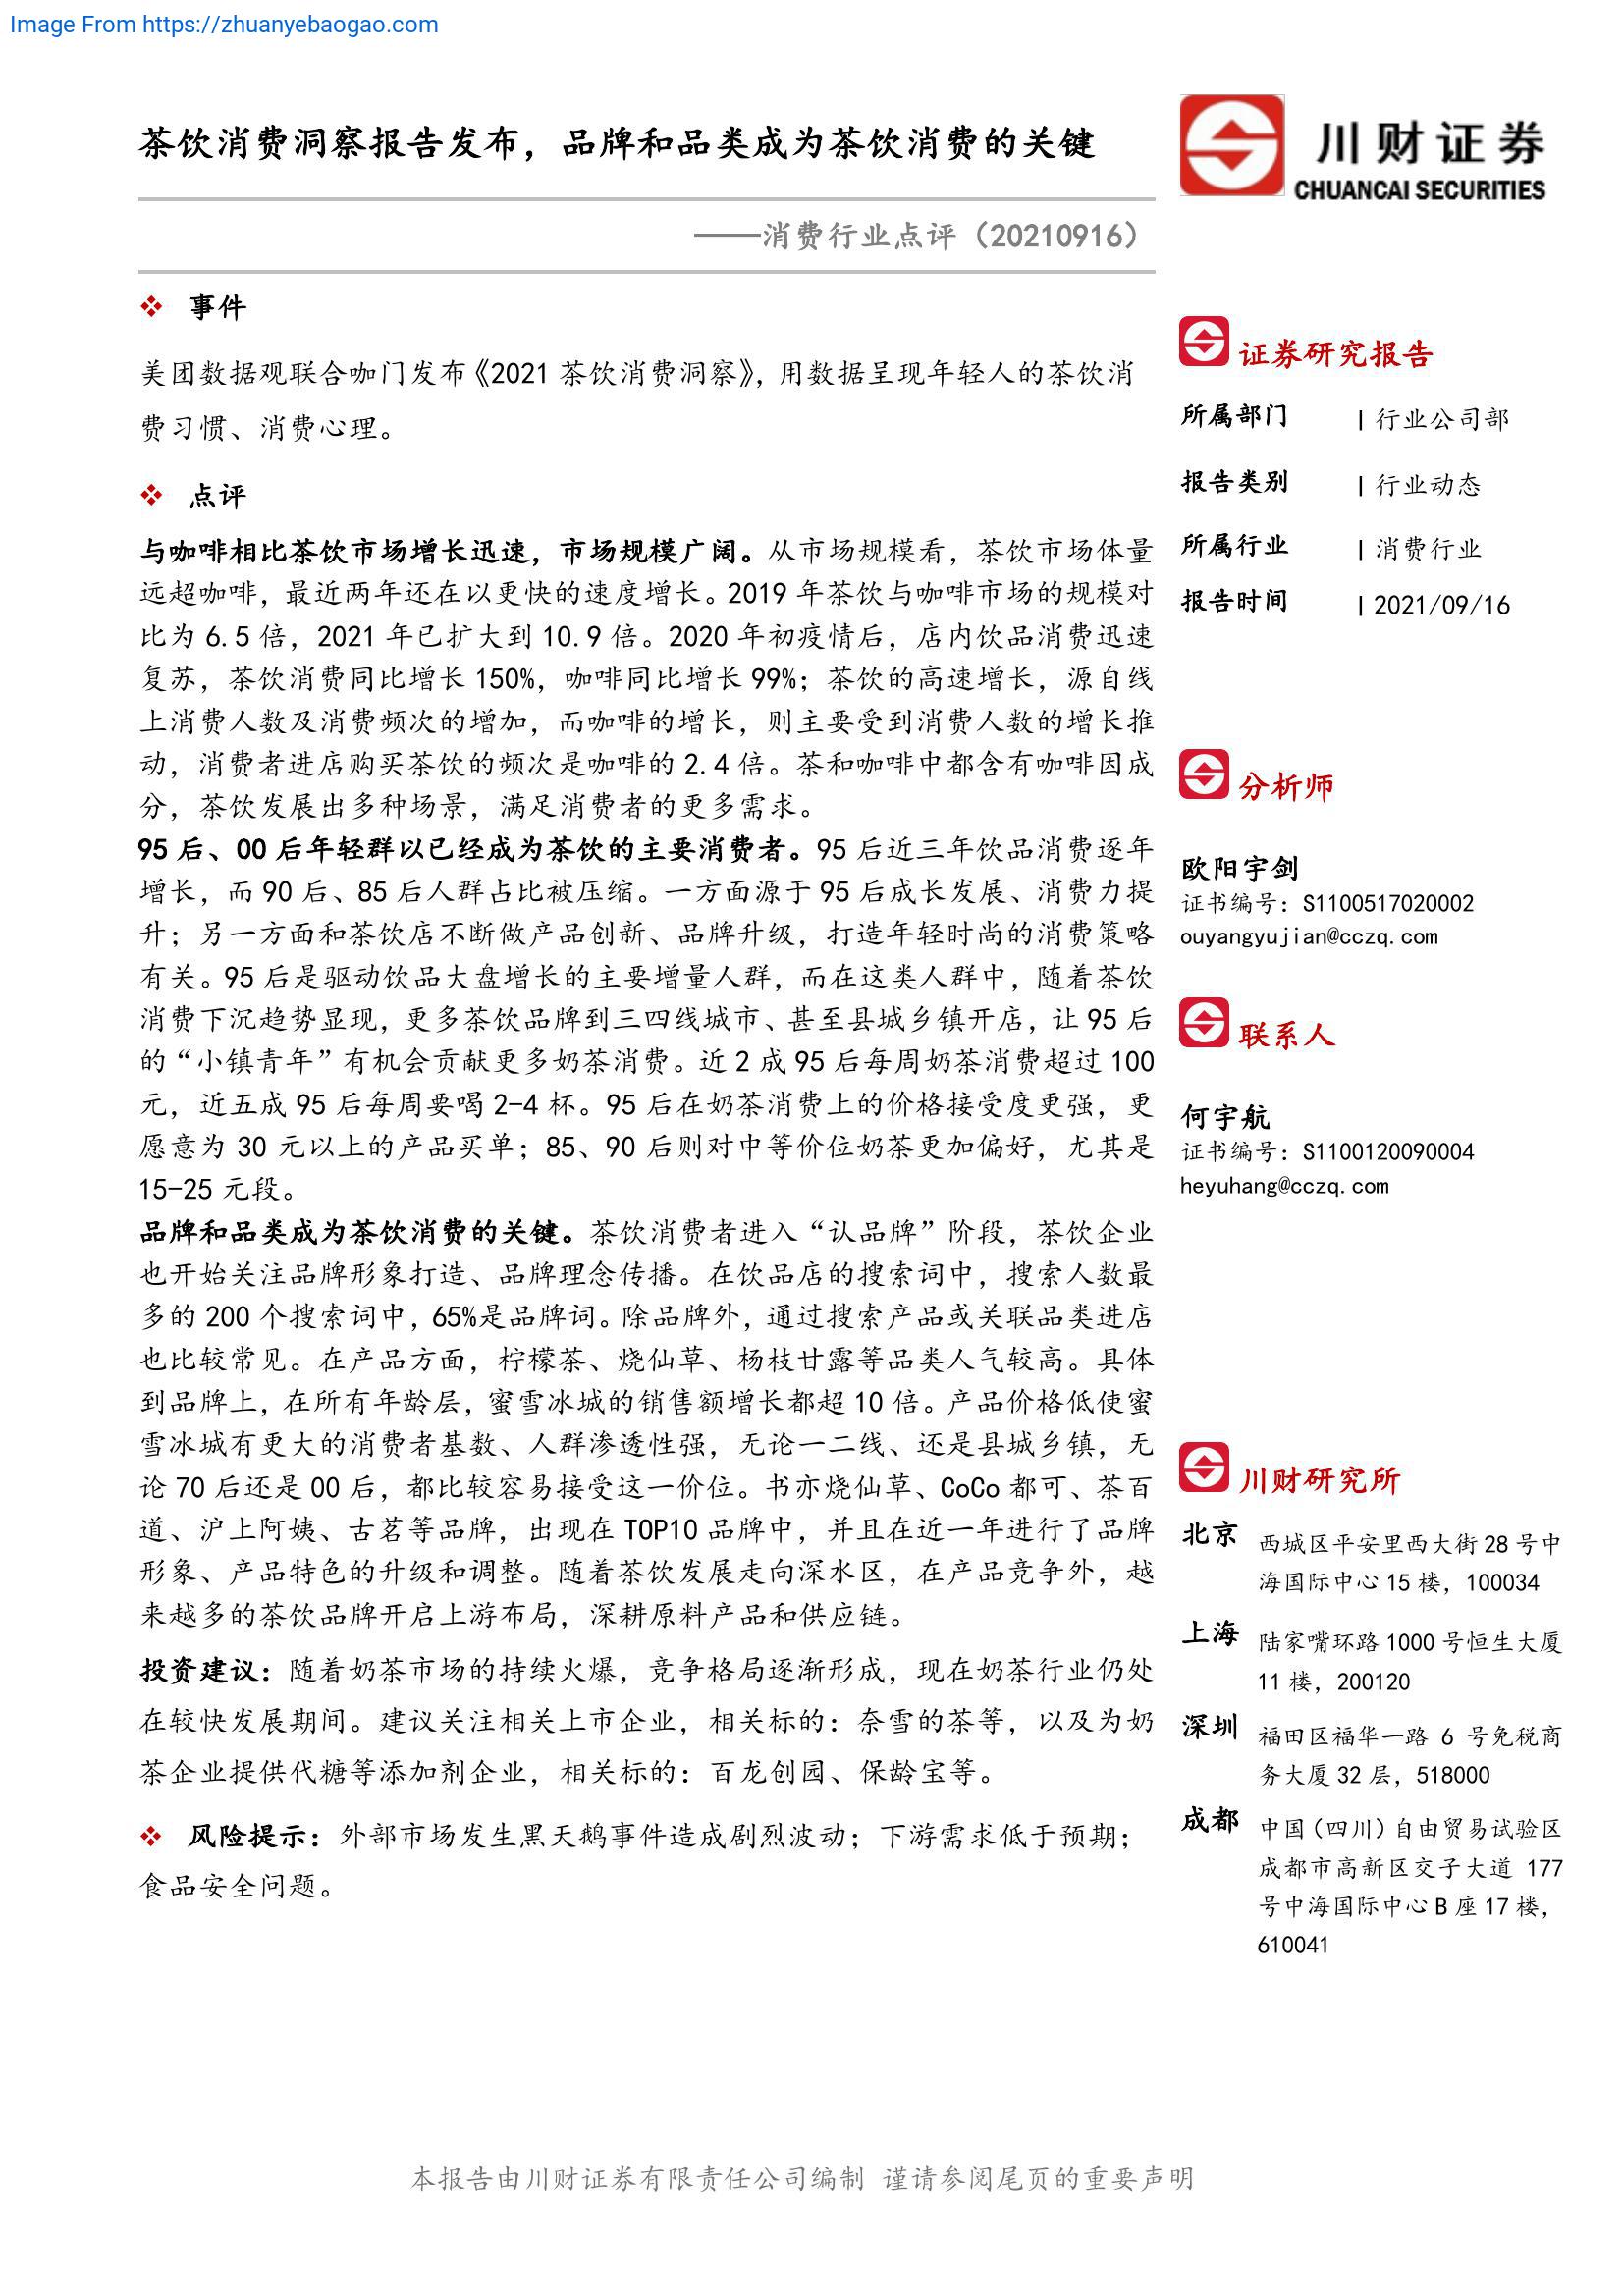 Image From https://zhuanyebaogao.com
茶饮消费洞察报告发布，品牌和品类成为茶饮消费的关键
川财证券
CHUANCAI SECURITIES
——消费行业点评（20210916）
事件
美团数据观联合咖门发布《2021 茶饮消费洞察》，用数据呈现年轻人的茶饮消
费习惯、消费心理。
点评
与咖啡相比茶饮市场增长迅速，市场规模广阔。从市场规模看，茶饮市场体量
远超咖啡，最近两年还在以更快的速度增长。2019 年茶饮与咖啡市场的规模对
比为 6.5 倍，2021 年已扩大到 10.9 倍。2020 年初疫情后，店内饮品消费迅速
复苏，茶饮消费同比增长 150%，咖啡同比增长 99%；茶饮的高速增长，源自线
上消费人数及消费频次的增加，而咖啡的增长，则主要受到消费人数的增长推
动，消费者进店购买茶饮的频次是咖啡的 2.4 倍。茶和咖啡中都含有咖啡因成
分，茶饮发展出多种场景，满足消费者的更多需求。
95 后、00 后年轻群以已经成为茶饮的主要消费者。95 后近三年饮品消费逐年
增长，而 90 后、85 后人群占比被压缩。一方面源于 95 后成长发展、消费力提
升；另一方面和茶饮店不断做产品创新、品牌升级，打造年轻时尚的消费策略
有关。95 后是驱动饮品大盘增长的主要增量人群，而在这类人群中，随着茶饮
消费下沉趋势显现，更多茶饮品牌到三四线城市、甚至县城乡镇开店，让 95 后
的“小镇青年”有机会贡献更多奶茶消费。近 2 成 95 后每周奶茶消费超过 100
元，近五成 95 后每周要喝 2-4 杯。95 后在奶茶消费上的价格接受度更强，更
愿意为 30 元以上的产品买单；85、90 后则对中等价位奶茶更加偏好，尤其是
15-25 元段。
品牌和品类成为茶饮消费的关键。茶饮消费者进入“认品牌”阶段，茶饮企业
也开始关注品牌形象打造、品牌理念传播。在饮品店的搜索词中，搜索人数最
多的 200 个搜索词中，65%是品牌词。除品牌外，通过搜索产品或关联品类进店
也比较常见。在产品方面，柠檬茶、烧仙草、杨枝甘露等品类人气较高。具体
到品牌上，在所有年龄层，蜜雪冰城的销售额增长都超 10 倍。产品价格低使蜜
雪冰城有更大的消费者基数、人群渗透性强，无论一二线、还是县城乡镇，无
论 70 后还是 00 后，都比较容易接受这一价位。书亦烧仙草、CoCo 都可、茶百
道、沪上阿姨、古茗等品牌，出现在 TOP10 品牌中，并且在近一年进行了品牌
形象、产品特色的升级和调整。随着茶饮发展走向深水区，在产品竞争外，越
来越多的茶饮品牌开启上游布局，深耕原料产品和供应链。
投资建议：随着奶茶市场的持续火爆，竞争格局逐渐形成，现在奶茶行业仍处
在较快发展期间。建议关注相关上市企业，相关标的：奈雪的茶等，以及为奶
茶企业提供代糖等添加剂企业，相关标的：百龙创园、保龄宝等。
风险提示：外部市场发生黑天鹅事件造成剧烈波动；下游需求低于预期；
食品安全问题。
证券研究报告
所属部门 | 行业公司部
报告类别 | 行业动态
所属行业 | 消费行业
报告时间 | 2021/09/16
分析师
欧阳宇剑
证书编号：S1100517020002
ouyangyujian@cczq.com
联系人
何宇航
证书编号：S1100120090004
heyuhang@cczq.com
川财研究所
北京 西城区平安里西大街 28 号中
海国际中心 15 楼，100034
上海 陆家嘴环路 1000 号恒生大厦
11 楼，200120
深圳 福田区福华一路 6 号免税商
务大厦 32 层，518000
成都 中国（四川）自由贸易试验区
成都市高新区交子大道 177
号中海国际中心 B 座 17 楼，
610041
本报告由川财证券有限责任公司编制 谨请参阅尾页的重要声明